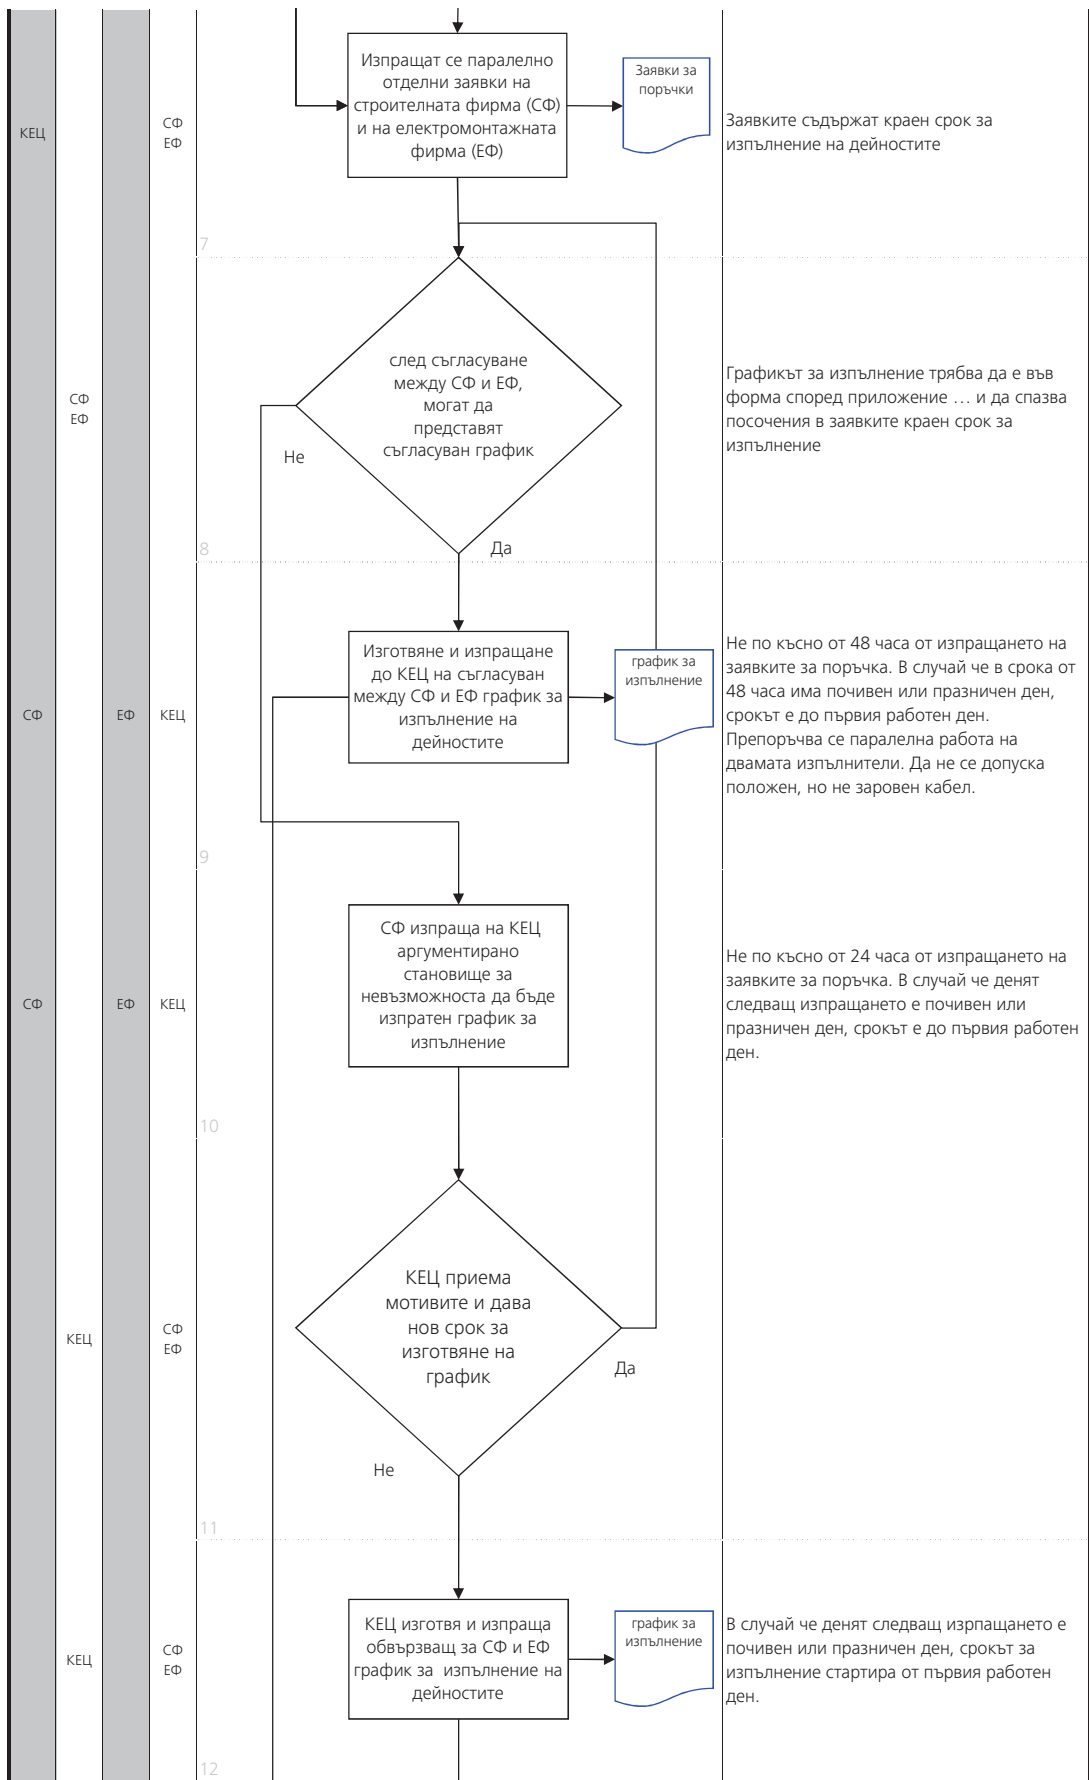 Изпращат се паралелно
отделни заявки на
строителната фирма (СФ)
и на електромонтажната
фирма (ЕФ)
Заявки за
поръчки
КЕЦ
СФ
ЕФ
Заявките съдържат краен срок за
изпълнение на дейностите
7
след съгласуване
между СФ и ЕФ,
могат да
представят
съгласуван график
СФ
ЕФ
Графикът за изпълнение трябва да е във
форма според приложение … и да спазва
посочения в заявките краен срок за
изпълнение
Не
Да
8
Изготвяне и изпращане
до КЕЦ на съгласуван
между СФ и ЕФ график за
изпълнение на
дейностите
график за
изпълнение
СФ
ЕФ
КЕЦ
Не по късно от 48 часа от изпращането на
заявките за поръчка. В случай че в срока от
48 часа има почивен или празничен ден,
срокът е до първия работен ден.
Препоръчва се паралелна работа на
двамата изпълнители. Да не се допуска
положен, но не заровен кабел.
9
СФ изпраща на КЕЦ
аргументирано
становище за
невъзможноста да бъде
изпратен график за
изпълнение
СФ
ЕФ
КЕЦ
Не по късно от 24 часа от изпращането на
заявките за поръчка. В случай че денят
следващ изпращането е почивен или
празничен ден, срокът е до първия работен
ден.
10
КЕЦ приема
мотивите и дава
нов срок за
изготвяне на
график
КЕЦ
СФ
ЕФ
Да
Не
11
КЕЦ изготвя и изпраща
обвързващ за СФ и ЕФ
график за изпълнение на
дейностите
график за
изпълнение
КЕЦ
СФ
ЕФ
В случай че денят следващ изрпащането е
почивен или празничен ден, срокът за
изпълнение стартира от първия работен
ден.
12